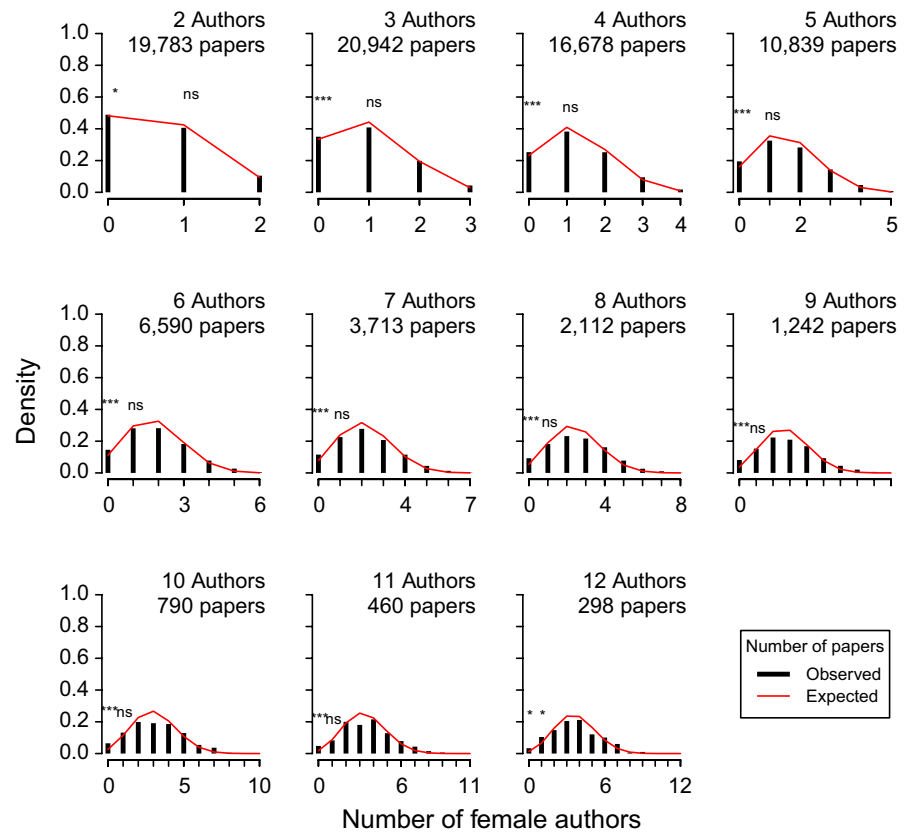 2 Authors
19,783 papers
1.0
0.8
0.6
0.4
0.2
0.0
* ns
0 1 2
3 Authors
20,942 papers
*** ns
0 1 2 3
4 Authors
16,678 papers
*** ns
0 1 2 3 4
5 Authors
10,839 papers
*** ns
0 2 5
6 Authors
6,590 papers
1.0
0.8
0.6
0.4
0.2
0.0
*** ns
0 3 6
7 Authors
3,713 papers
*** ns
0 4 7
8 Authors
2,112 papers
*** ns
0 4 8
9 Authors
1,242 papers
*** ns
0 5 9
10 Authors
790 papers
1.0
0.8
0.6
0.4
0.2
0.0
*** ns
0 5 10
11 Authors
460 papers
*** ns
0 6 11
12 Authors
298 papers
* *
0 6 12
Number of papers
Observed
Expected
Density
Number of female authors